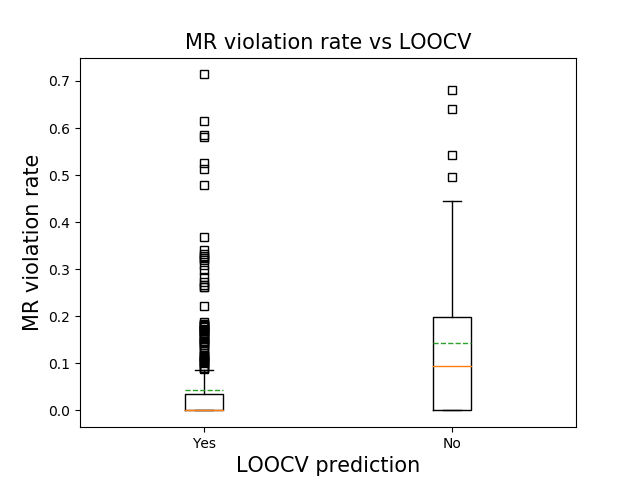 MR violation rate vs LOOCV
MR violation rate
0.7
0.6
0.5
0.4
0.3
0.2
0.1
0.0
Yes
No
LOOCV prediction